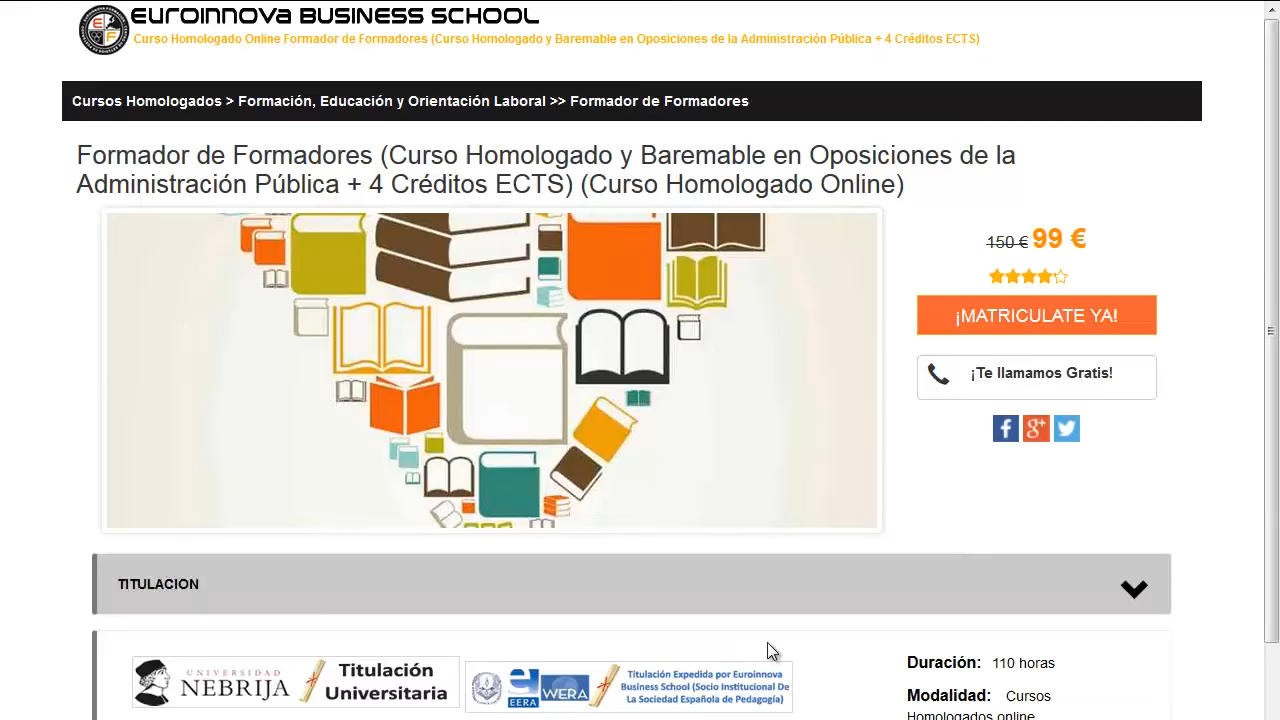 EUROINNOVA BUSINESS SCHOOL
Curso Homologado Online Formador de Formadores (Curso Homologado y Baremable en Oposiciones de la Administración Pública + 4 Créditos ECTS)
Cursos Homologados > Formación, Educación y Orientación Laboral >> Formador de Formadores
Formador de Formadores (Curso Homologado y Baremable en Oposiciones de la
Administración Pública + 4 Créditos ECTS) (Curso Homologado Online)
150 € 99 €
¡MATRICULATE YA!
¡Te llamamos Gratis!
TITULACION
UNIVERSIDAD
NEBRIJA
Titulación
Universitaria
EERA
WERA
Titulación Expedida por Euroinnova
Business School (Socio Institucional De
La Sociedad Española de Pedagogía)
Duración: 110 horas
Modalidad: Cursos
Homologados online